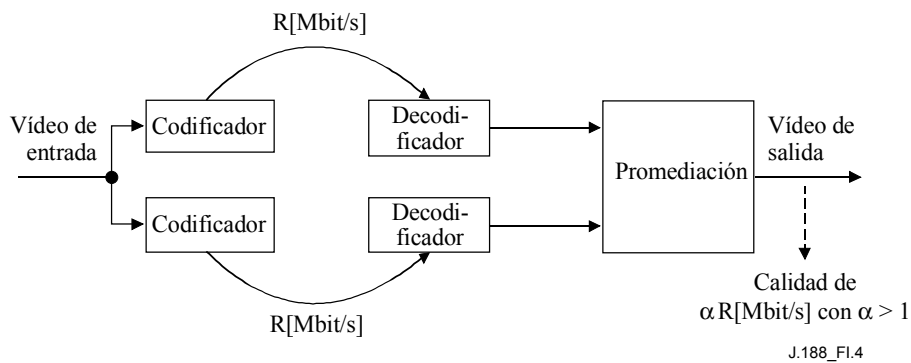 R[Mbit/s]
Vídeo de
entrada
Codificador
Decodi-
ficador
Promediación
Vídeo de
salida
Codificador
Decodi-
ficador
R[Mbit/s]
Calidad de
α R[Mbit/s] con α > 1
J.188_FI.4